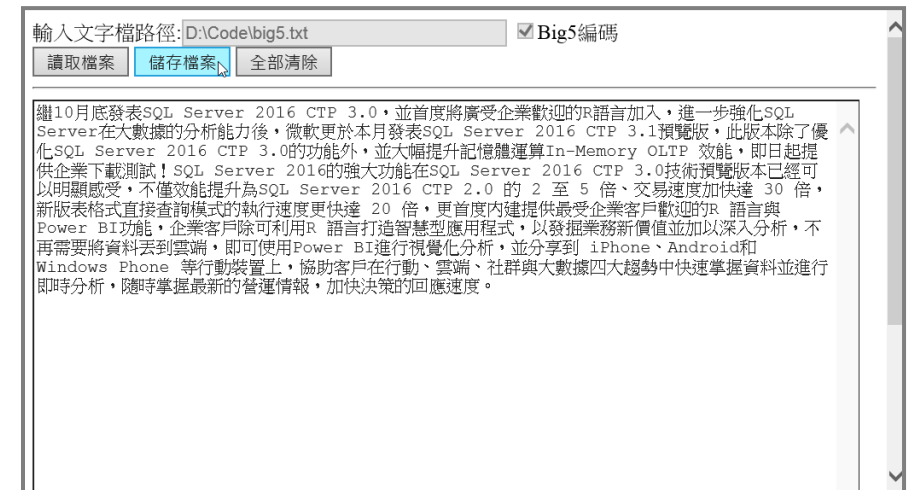 輸入文字檔路徑: D:\Code\big5.txt Big5編碼
讀取檔案 儲存檔案 全部清除
繼10月底發表SQL Server 2016 CTP 3.0，並首度將廣受企業歡迎的R語言加入，進一步強化SQL
Server在大數據的分析能力後，微軟更於本月發表SQL Server 2016 CTP 3.1預覽版，此版本除了優
化SQL Server 2016 CTP 3.0的功能外，並大幅提升記憶體運算In-Memory OLTP 效能，即日起提
供企業下載測試！SQL Server 2016的強大功能在SQL Server 2016 CTP 3.0技術預覽版本已經可
以明顯感受，不僅效能提升為SQL Server 2016 CTP 2.0 的 2 至 5 倍、交易速度加快達 30 倍，
新版表格式直接查詢模式的執行速度更快達 20 倍，更首度內建提供最受企業客戶歡迎的R 語言與
Power BI功能，企業客戶除可利用R 語言打造智慧型應用程式，以發掘業務新價值並加以深入分析，不
再需要將資料丟到雲端，即可使用Power BI進行視覺化分析，並分享到 iPhone、Android和
Windows Phone 等行動裝置上，協助客戶在行動、雲端、社群與大數據四大趨勢中快速掌握資料並進行
即時分析，隨時掌握最新的營運情報，加快決策的回應速度。